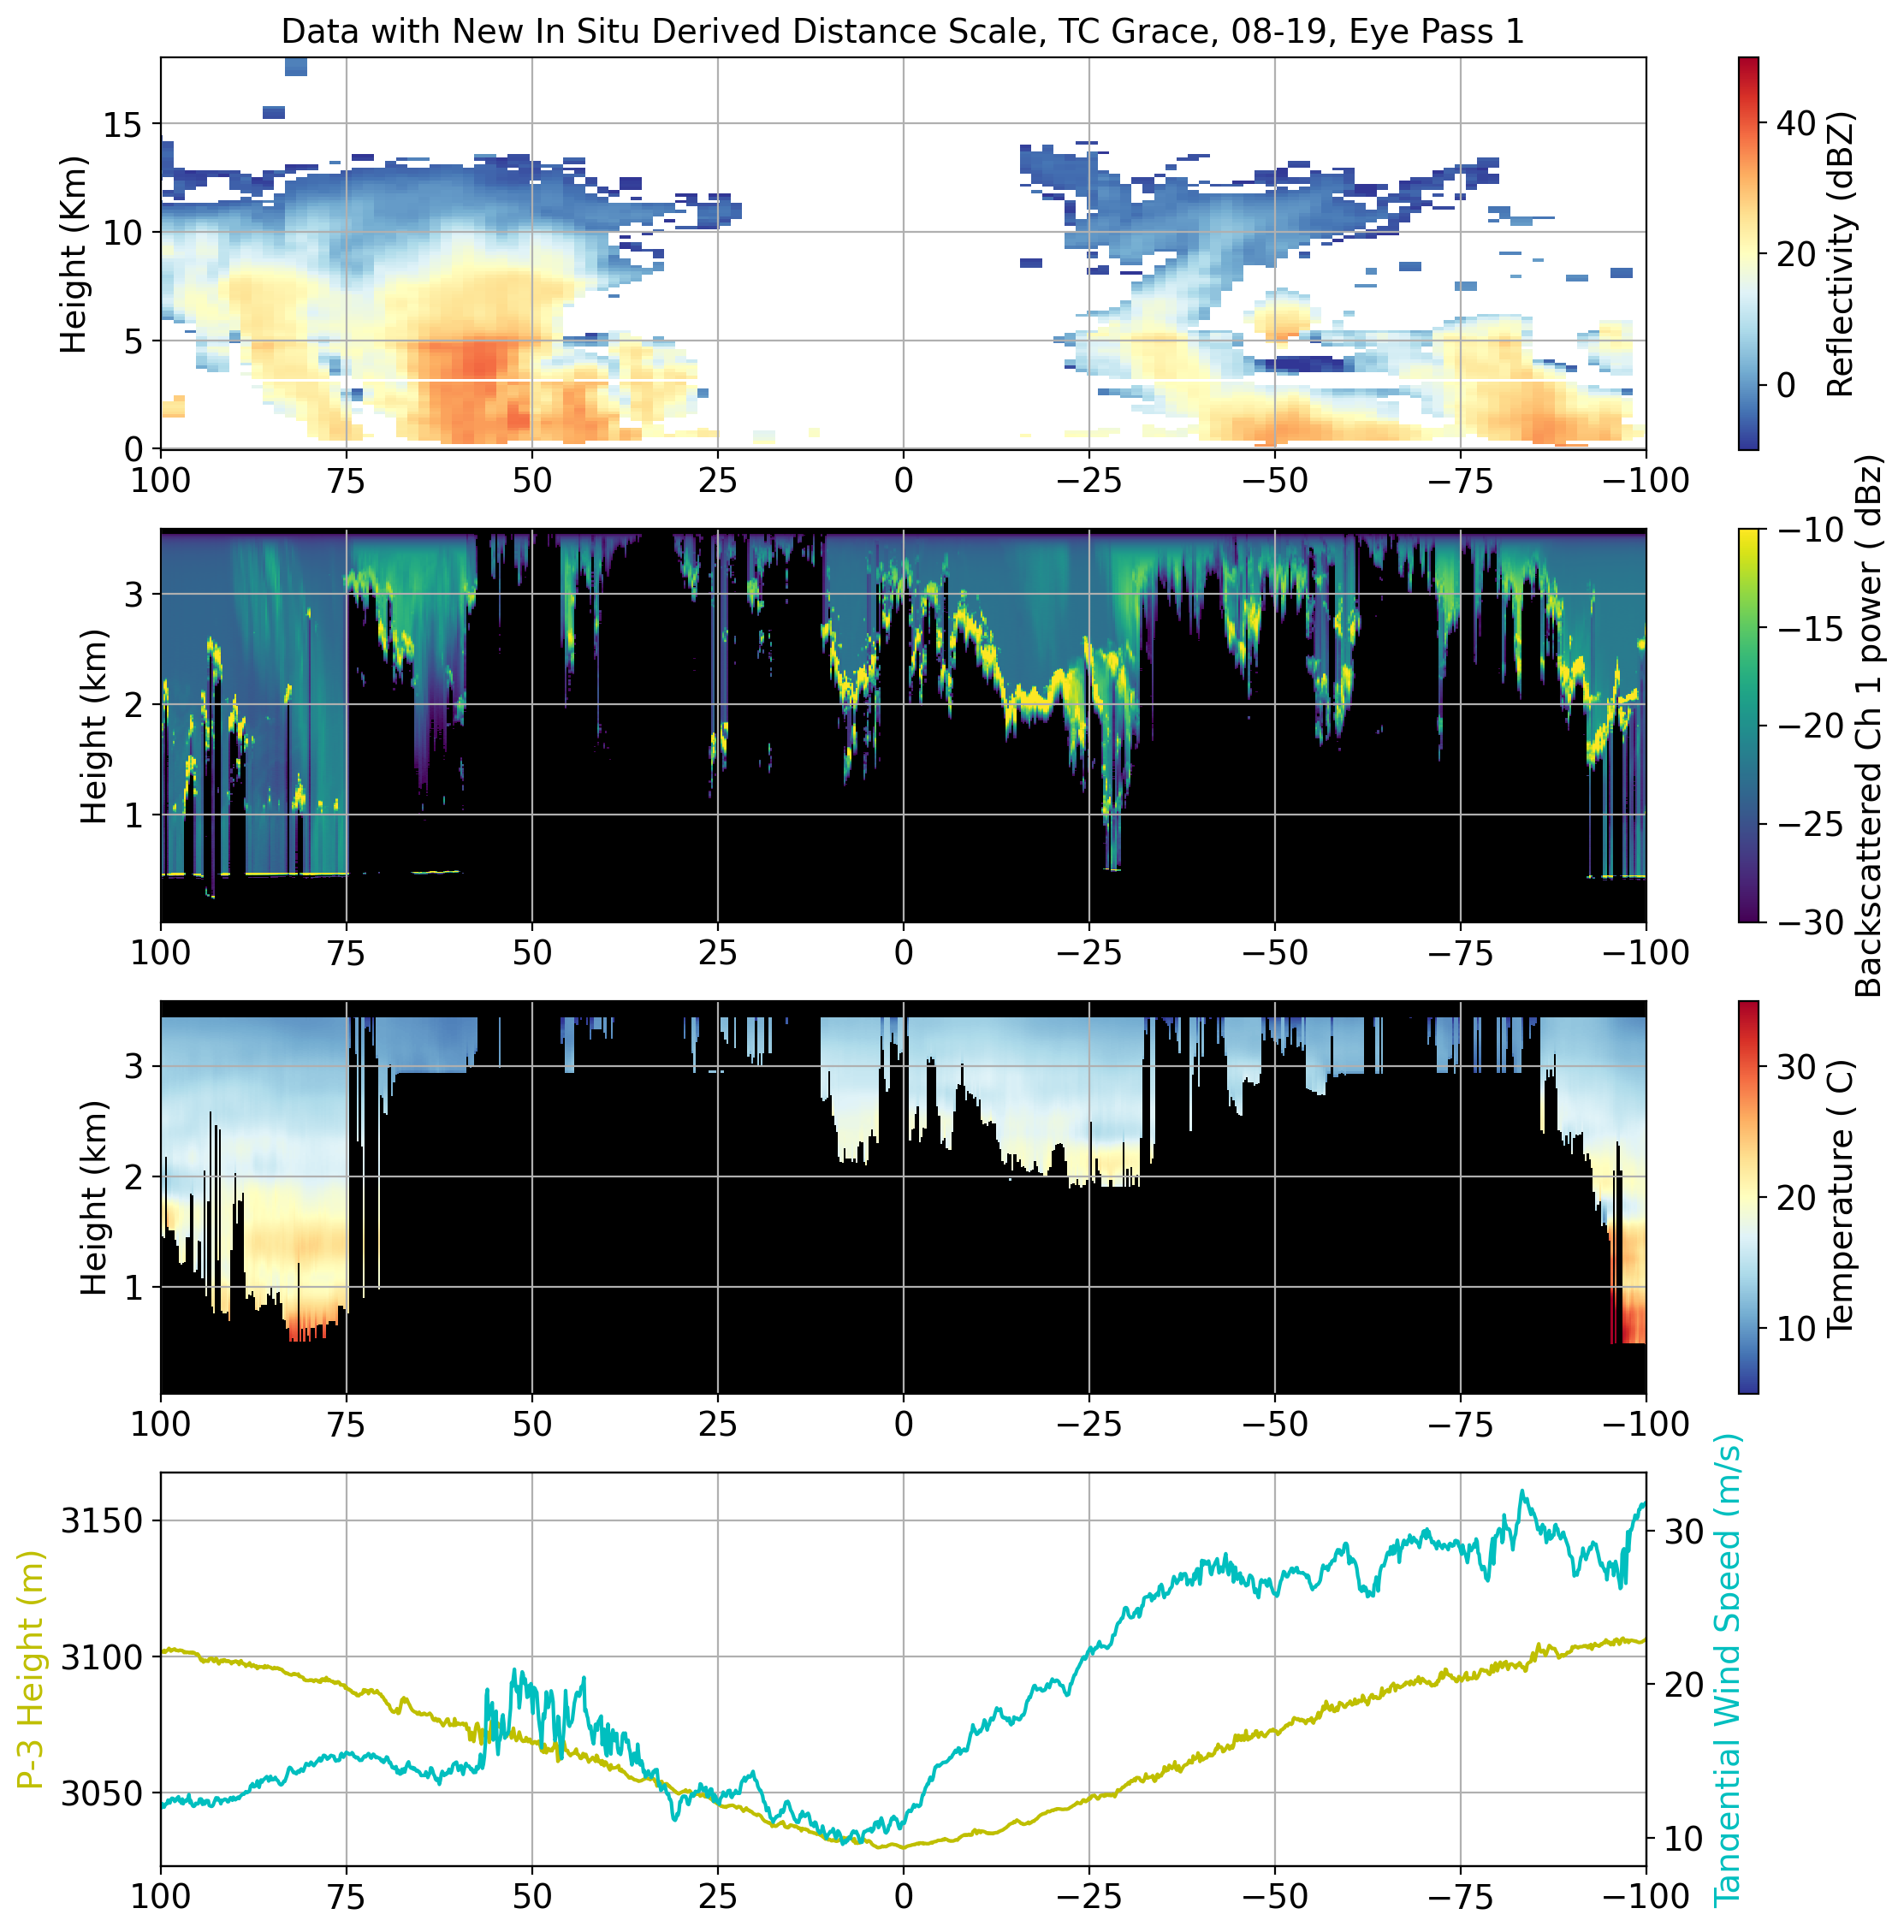 Data with New In Situ Derived Distance Scale, TC Grace, 08-19, Eye Pass 1
Height (Km)
15
10
5
0
100 75 50 25 0 −25 −50 −75 −100
40
20
0
Reflectivity (dBZ)
Height (km)
3
2
1
100 75 50 25 0 −25 −50 −75 −100
−10
−15
−20
−25
−30
Backscattered Ch 1 power ( dBz)
Height (km)
3
2
1
100 75 50 25 0 −25 −50 −75 −100
30
20
10
Temperature ( C)
P-3 Height (m)
3150
3100
3050
100 75 50 25 0 −25 −50 −75 −100
30
20
10
Tangential Wind Speed (m/s)